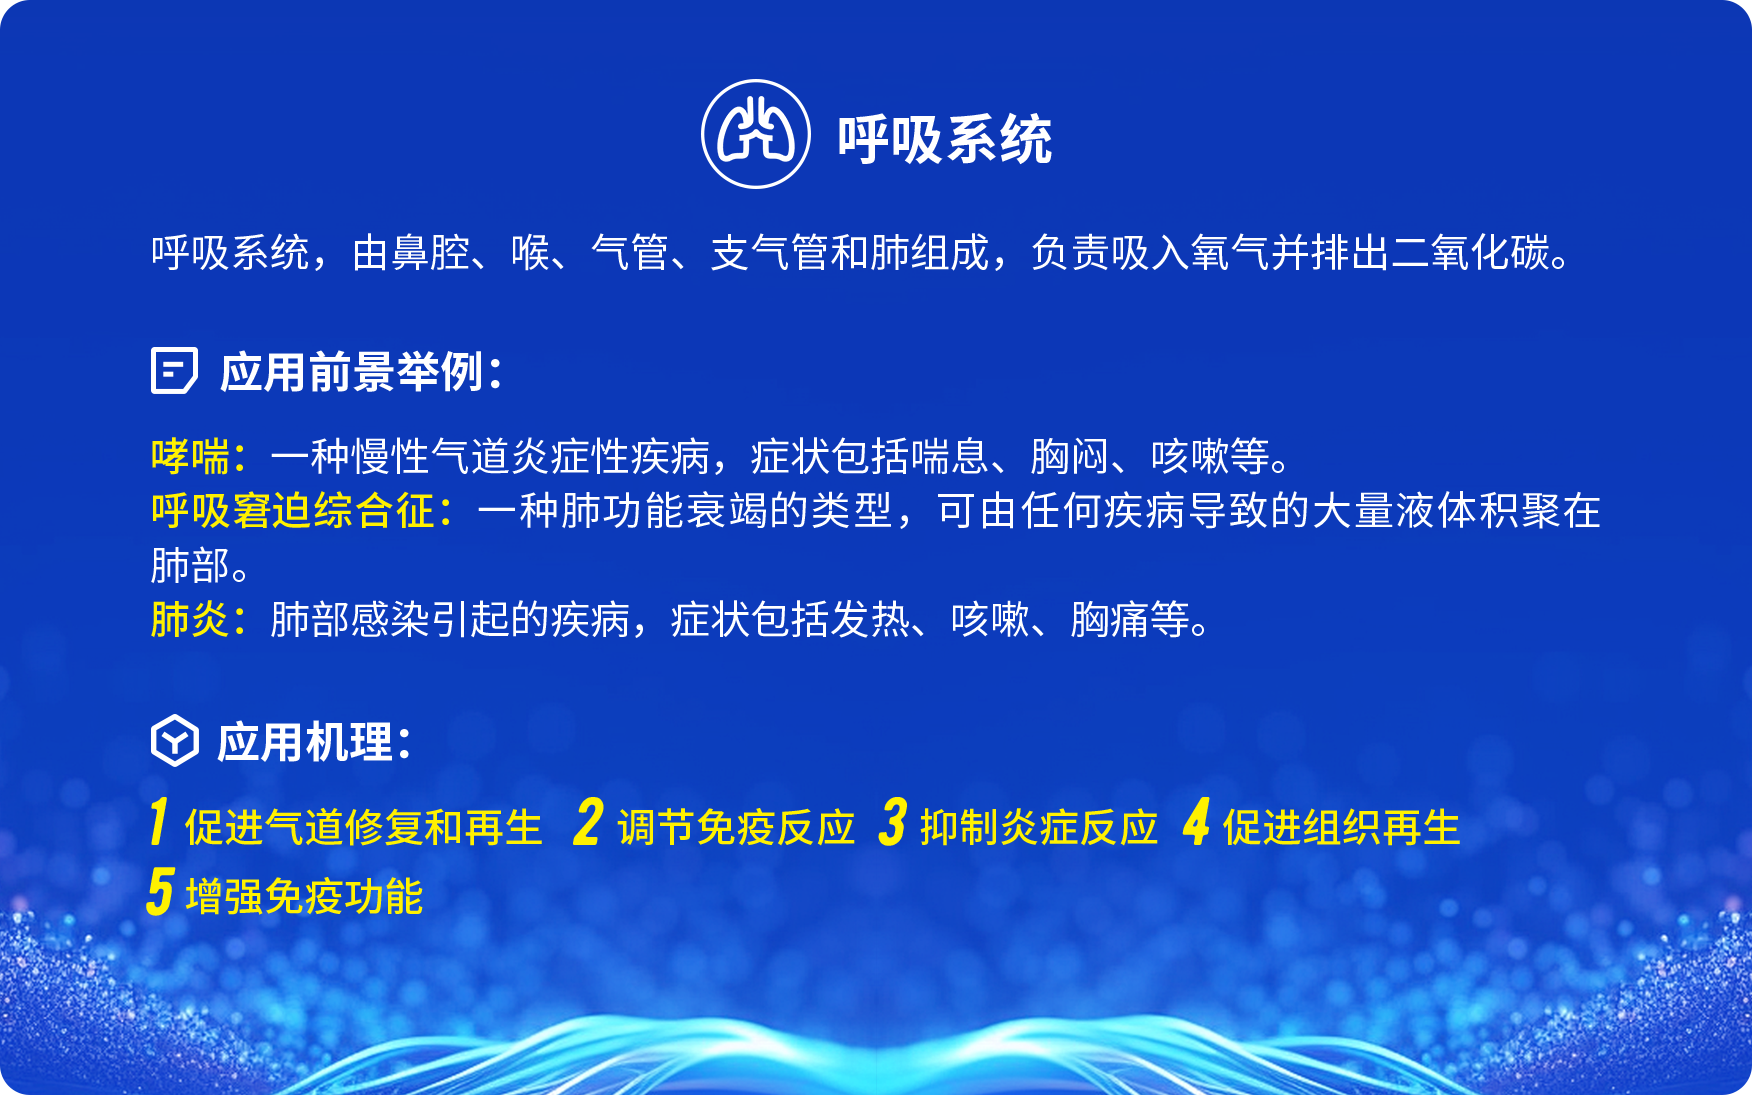 呼吸系统
呼吸系统，由鼻腔、喉、气管、支气管和肺组成，负责吸入氧气并排出二氧化碳。
应用前景举例：
哮喘：一种慢性气道炎症性疾病，症状包括喘息、胸闷、咳嗽等。
呼吸窘迫综合征：一种肺功能衰竭的类型，可由任何疾病导致的大量液体积聚在
肺部。
肺炎：肺部感染引起的疾病，症状包括发热、咳嗽、胸痛等。
应用机理：
1 促进气道修复和再生 2 调节免疫反应 3 抑制炎症反应 4 促进组织再生
5 增强免疫功能